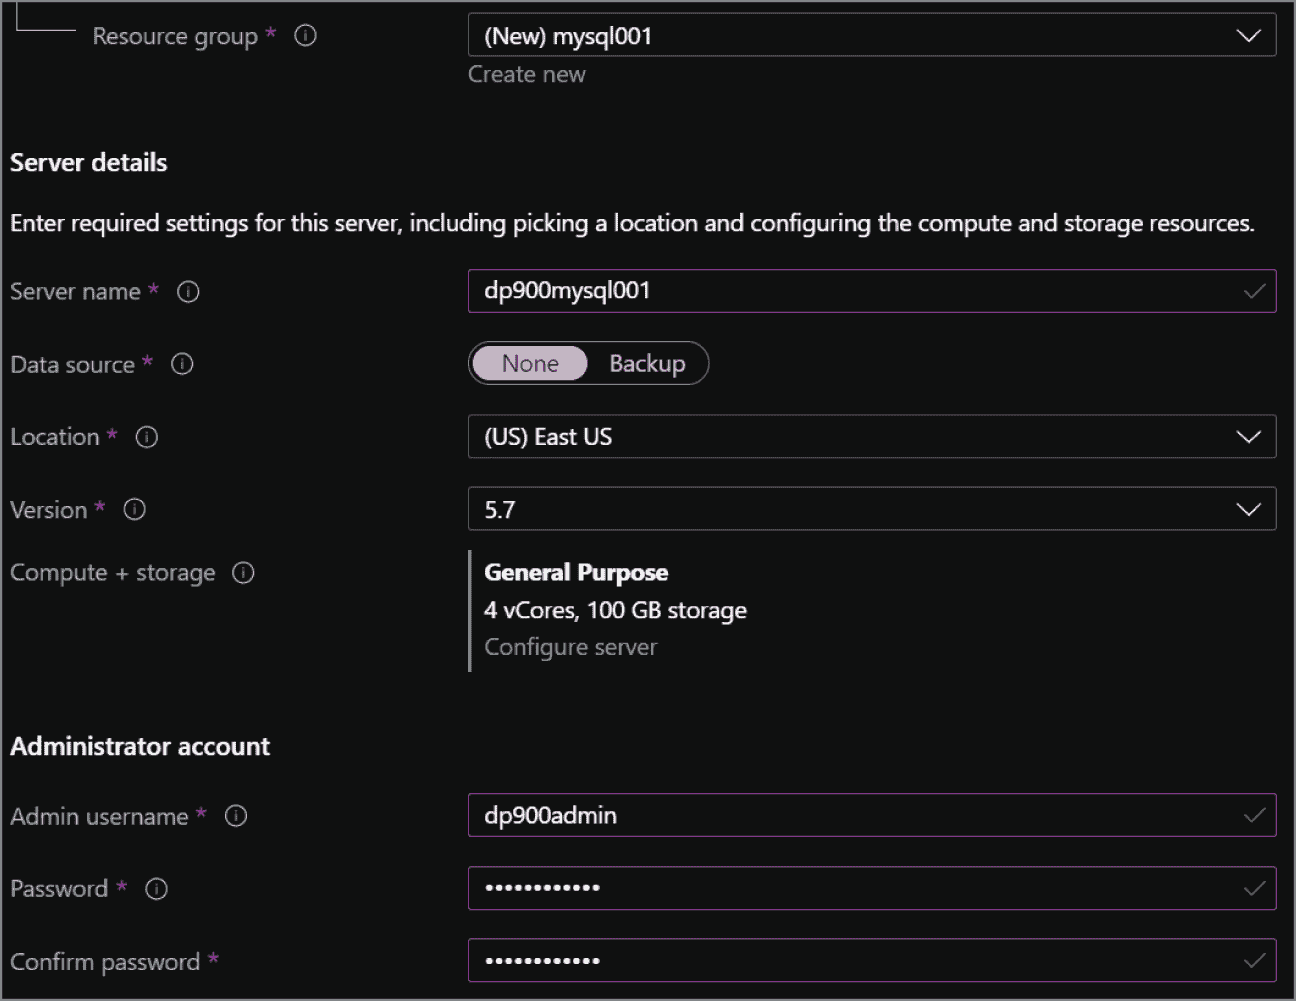 Resource group * (New) mysql001
Create new
Server details
Enter required settings for this server, including picking a location and configuring the compute and storage resources.
Server name * dp900mysql001
Data source * None Backup
Location * (US) East US
Version * 5.7
Compute + storage General Purpose
4 vCores, 100 GB storage
Configure server
Administrator account
Admin username * dp900admin
Password * ••••••••••••
Confirm password * ••••••••••••